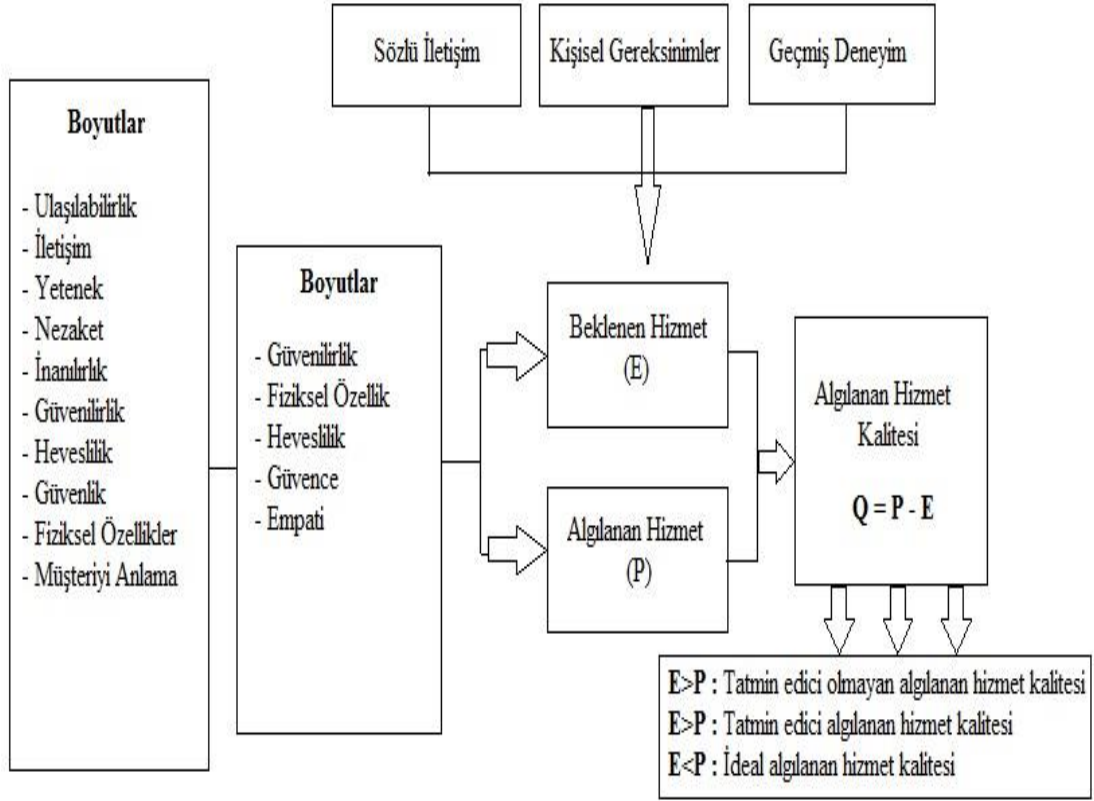 Sözlü İletişim
Kişisel Gereksinimler
Geçmiş Deneyim
Boyutlar
- Ulaşılabilirlik
- İletişim
- Yetenek
- Nezaket
- İnanılırlık
- Güvenilirlik
- Heveslilik
- Güvenlik
- Fiziksel Özellikler
- Müşteriyi Anlama
Boyutlar
- Güvenilirlik
- Fiziksel Özellik
- Heveslilik
- Güvence
- Empati
Beklenen Hizmet
(E)
Algılanan Hizmet
(P)
Algılanan Hizmet
Kalitesi
Q = P - E
E>P : Tatmin edici olmayan algılanan hizmet kalitesi
E>P : Tatmin edici algılanan hizmet kalitesi
E<P : İdeal algılanan hizmet kalitesi